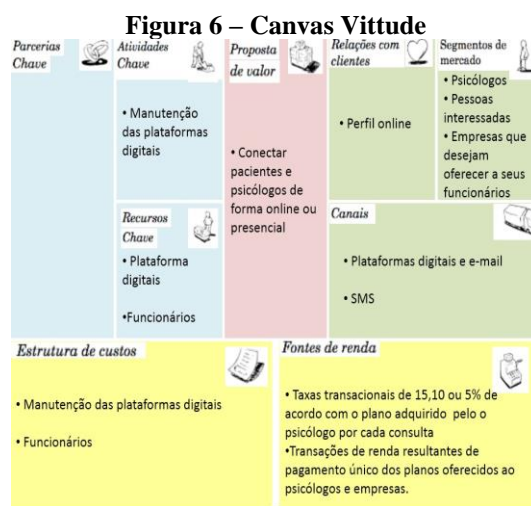 Figura 6 – Canvas Vittude
Parcerias
Chave
Atividades
Chave
• Manutenção
das plataformas
digitais
Recursos
Chave
• Plataforma
digitais
•Funcionários
Proposta
de valor
• Conectar
pacientes e
psicólogos de
forma online ou
presencial
Relações com
clientes
• Perfil online
Segmentos de
mercado
• Psicólogos
• Pessoas
interessadas
• Empresas que
desejam
oferecer a seus
funcionários
Canais
• Plataformas digitais e e-mail
• SMS
Estrutura de custos
• Manutenção das plataformas digitais
• Funcionários
Fontes de renda
• Taxas transacionais de 15,10 ou 5% de
acordo com o plano adquirido pelo o
psicólogo por cada consulta
•Transações de renda resultantes de
pagamento único dos planos oferecidos ao
psicólogos e empresas.